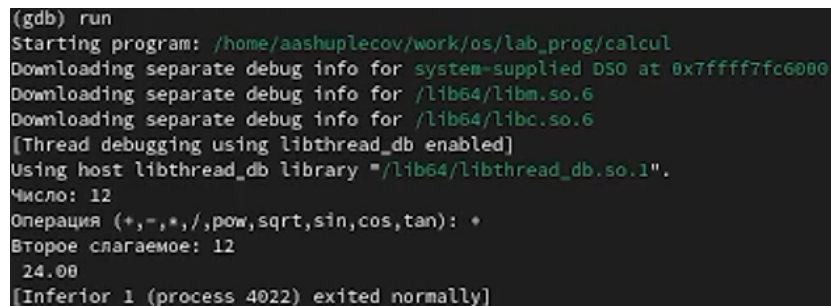 (gdb) run
Starting program: /home/aashuplecov/work/os/lab_prog/calcul
Downloading separate debug info for system-supplied DSO at 0x7ffff7fc6000
Downloading separate debug info for /lib64/libm.so.6
Downloading separate debug info for /lib64/libc.so.6
[Thread debugging using libthread_db enabled]
Using host libthread_db library "/lib64/libthread_db.so.1".
Число: 12
Операция (+,-,*,/,pow,sqrt,sin,cos,tan): +
Второе слагаемое: 12
 24.00
[Inferior 1 (process 4022) exited normally]